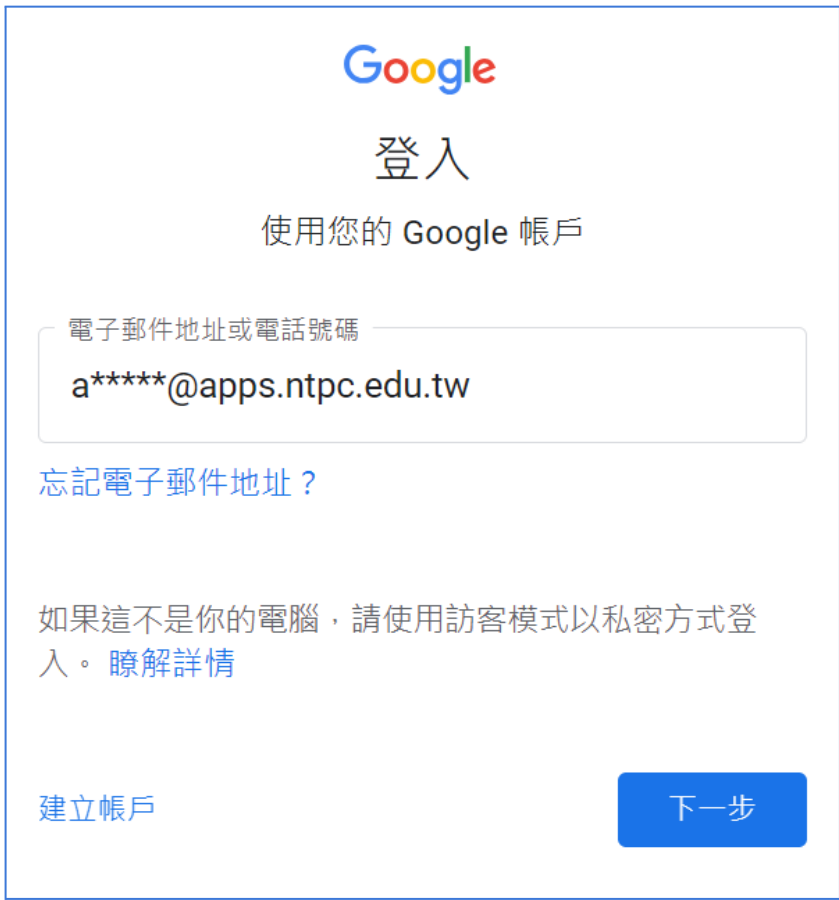 Google
登入
使用您的 Google 帳戶
電子郵件地址或電話號碼
a*****@apps.ntpc.edu.tw
忘記電子郵件地址？
如果這不是你的電腦，請使用訪客模式以私密方式登
入。 瞭解詳情
建立帳戶
下一步